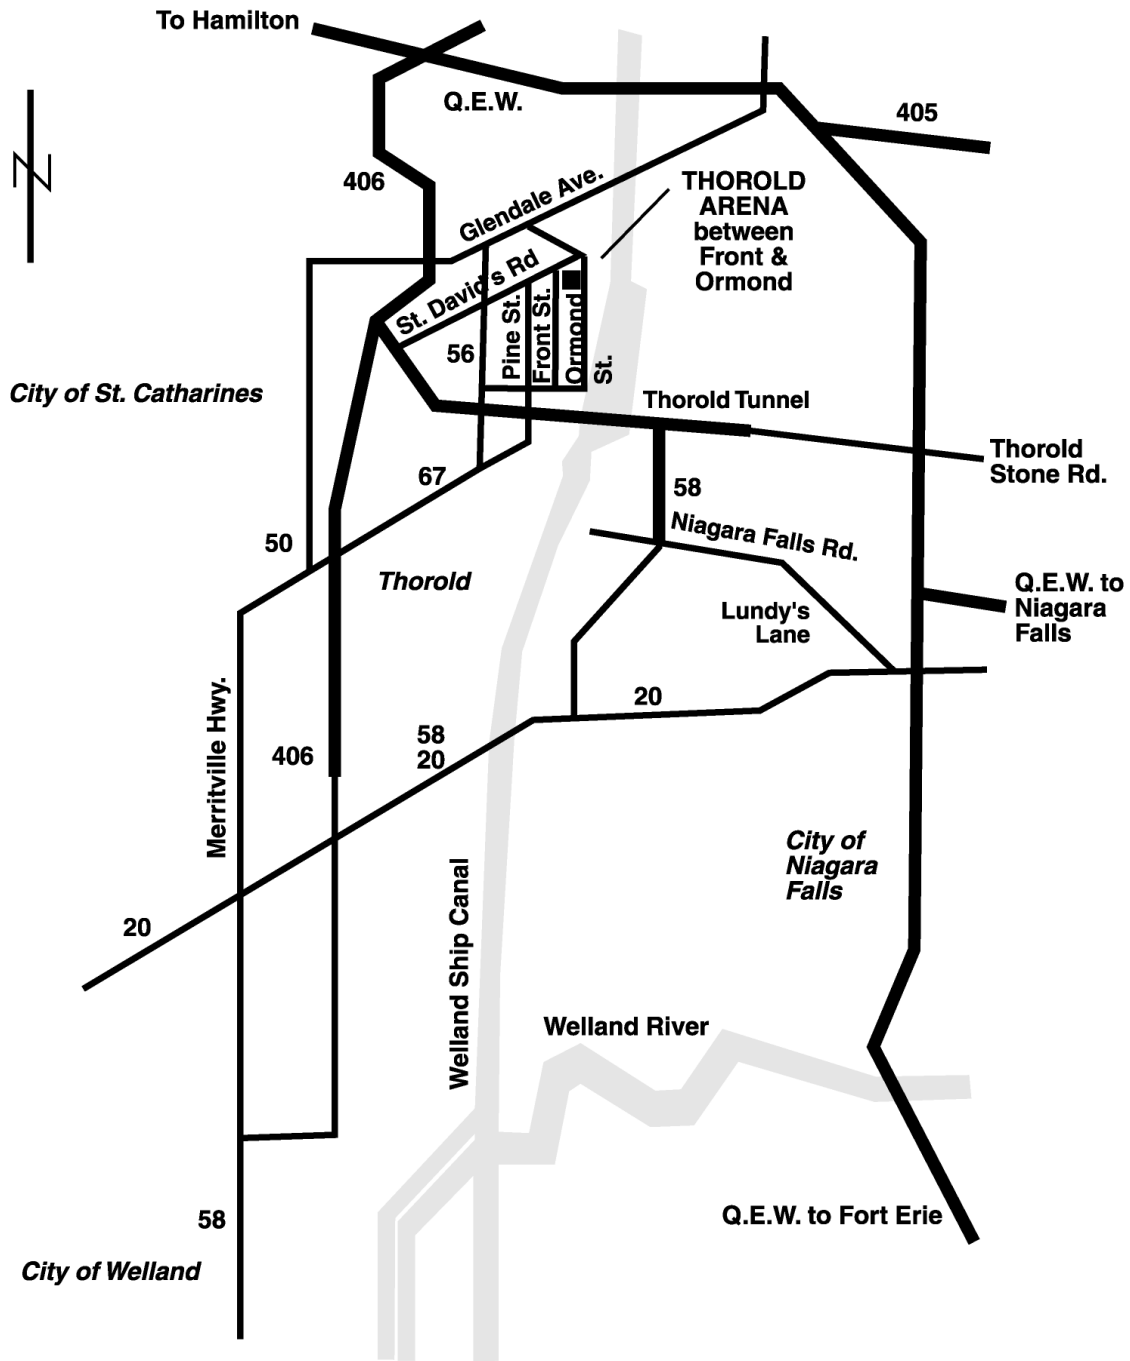 To Hamilton
Q.E.W.
405
406
Glendale Ave.
THOROLD
ARENA
between
Front &
Ormond
St. David's Rd
56
Pine St.
Front St.
Ormond
St.
City of St. Catharines
Thorold Tunnel
Thorold
Stone Rd.
67
58
Niagara Falls Rd.
50
Thorold
Q.E.W. to
Niagara
Falls
Lundy's
Lane
Merritville Hwy.
20
58
20
406
City of
Niagara
Falls
20
Welland Ship Canal
Welland River
58
Q.E.W. to Fort Erie
City of Welland
N